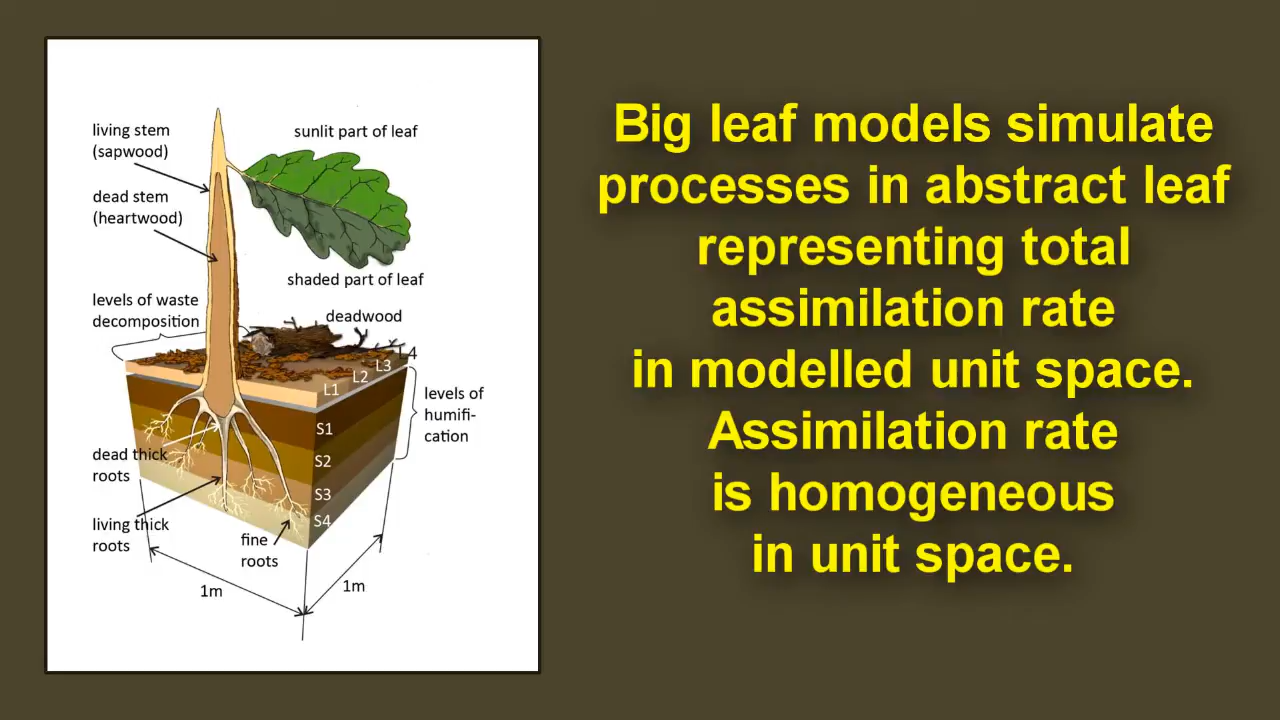 living stem
(sapwood)
sunlit part of leaf
dead stem
(heartwood)
shaded part of leaf
levels of waste
decomposition
deadwood
L4
L3
L2
L1
levels of
humifi-
cation
S1
S2
S3
S4
dead thick
roots
living thick
roots
fine
roots
1m
1m
Big leaf models simulate
processes in abstract leaf
representing total
assimilation rate
in modelled unit space.
Assimilation rate
is homogeneous
in unit space.